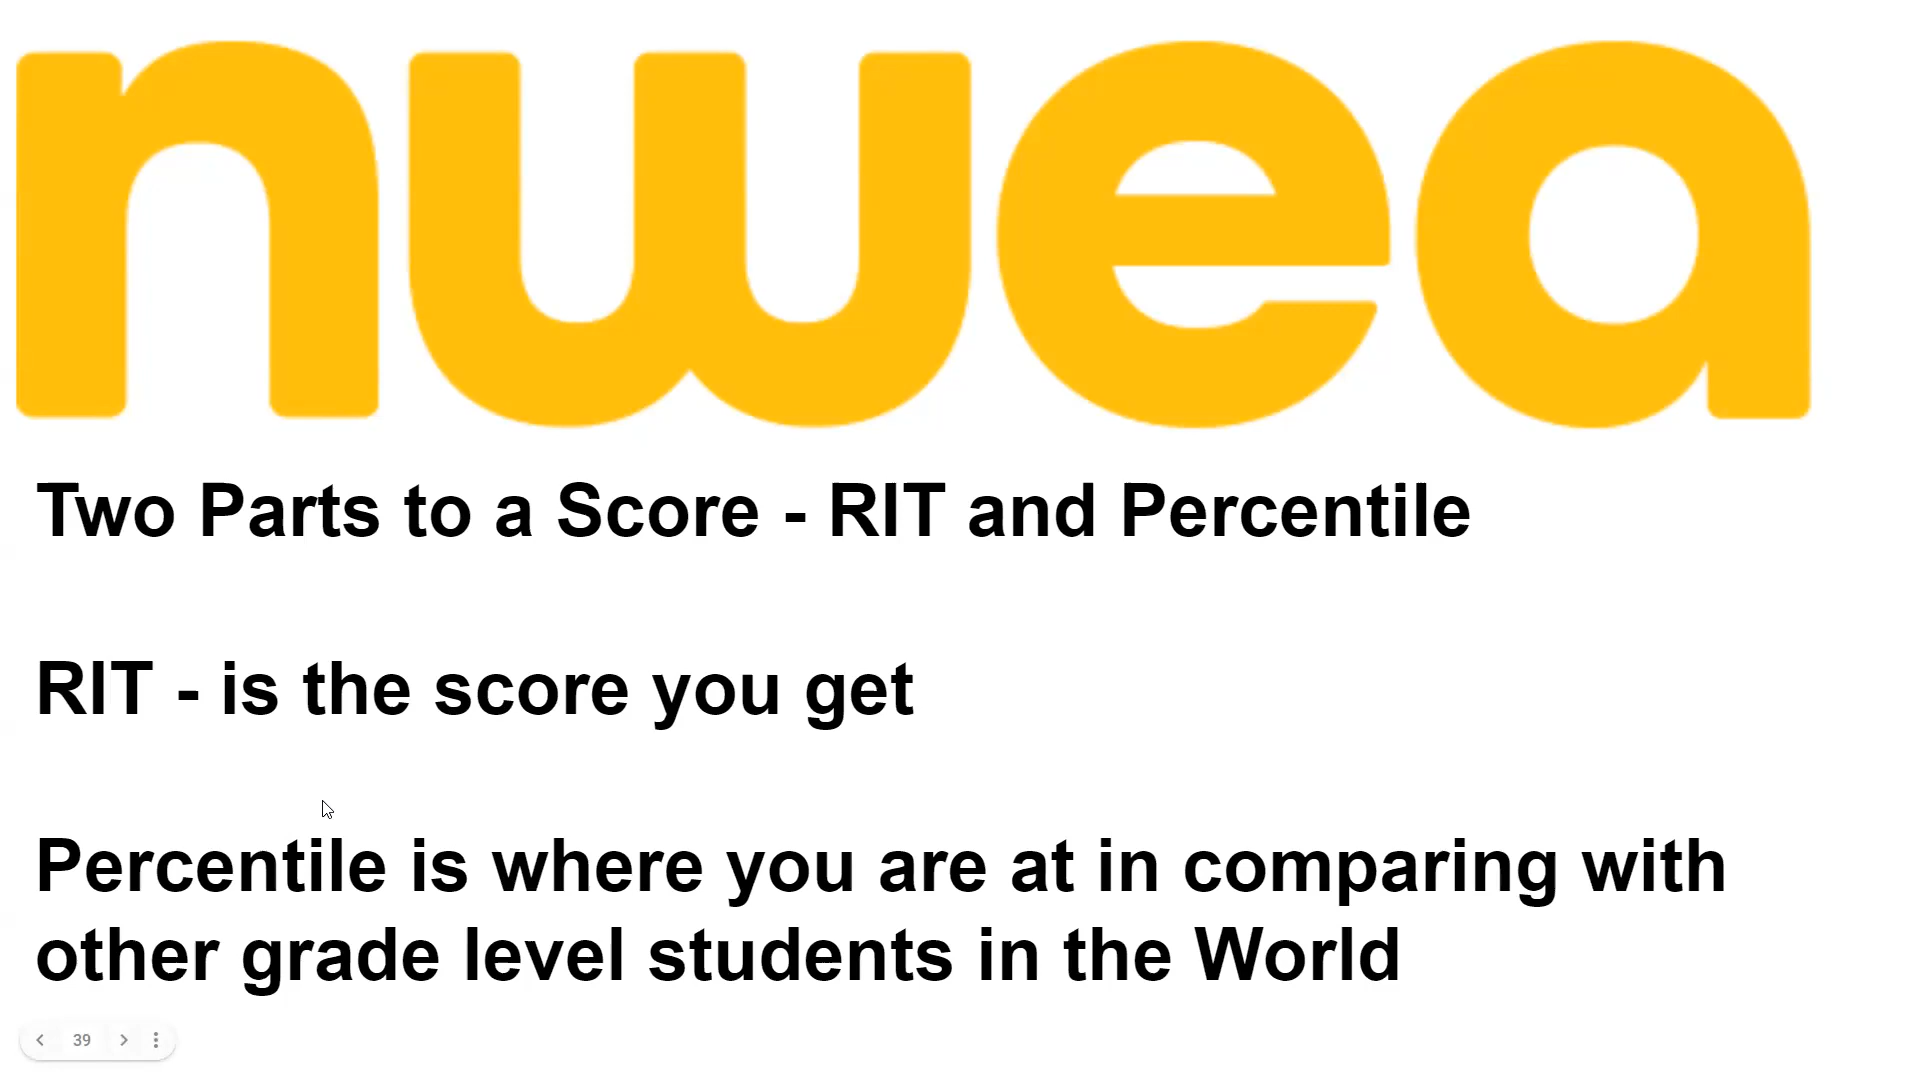 nwea
Two Parts to a Score - RIT and Percentile
RIT - is the score you get
Percentile is where you are at in comparing with
other grade level students in the World
39